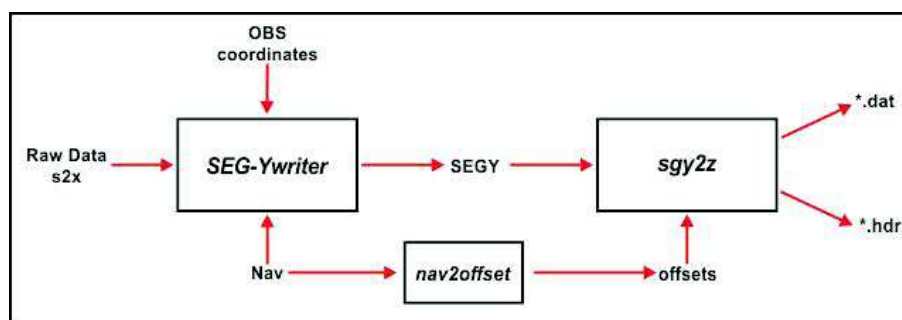 OBS
coordinates
Raw Data
s2x
SEG-Ywriter
SEGY
sgy2z
*.dat
*.hdr
Nav
nav2offset
offsets